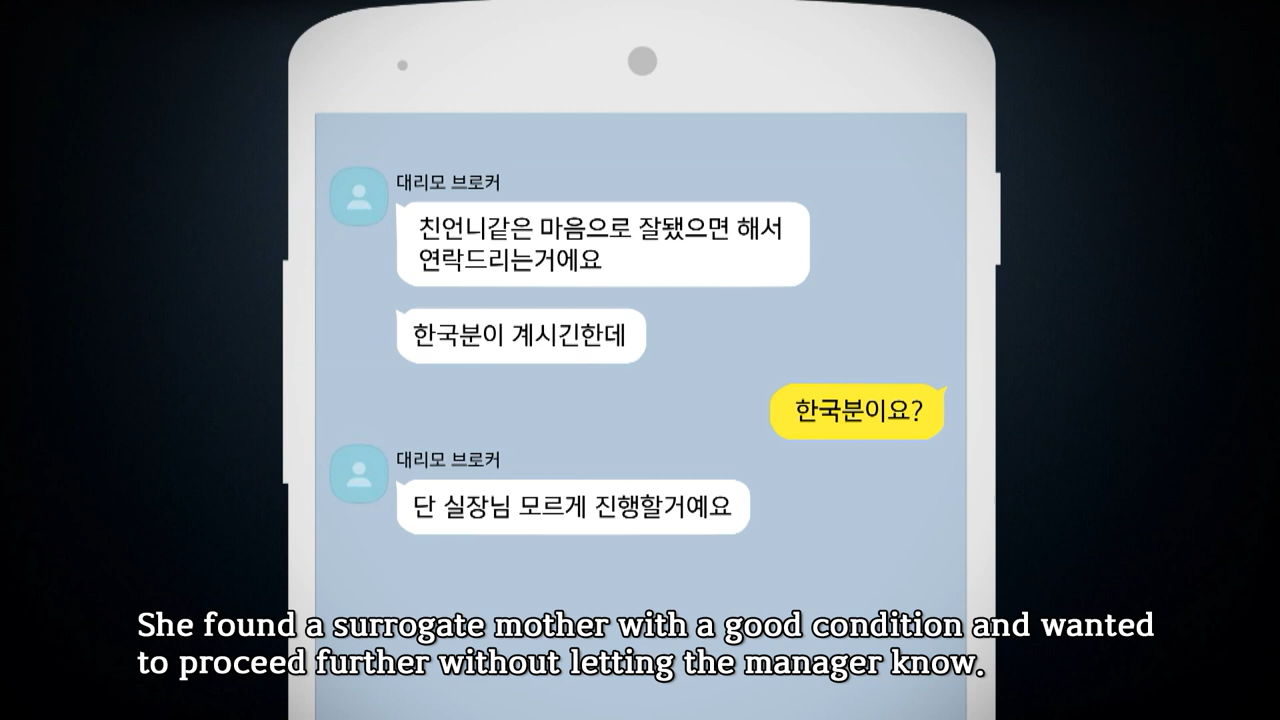 대리모 브로커
친언니같은 마음으로 잘됐으면 해서
연락드리는거에요
한국분이 계시긴한데
한국분이요?
대리모 브로커
단 실장님 모르게 진행할거예요
She found a surrogate mother with a good condition and wanted
to proceed further without letting the manager know.